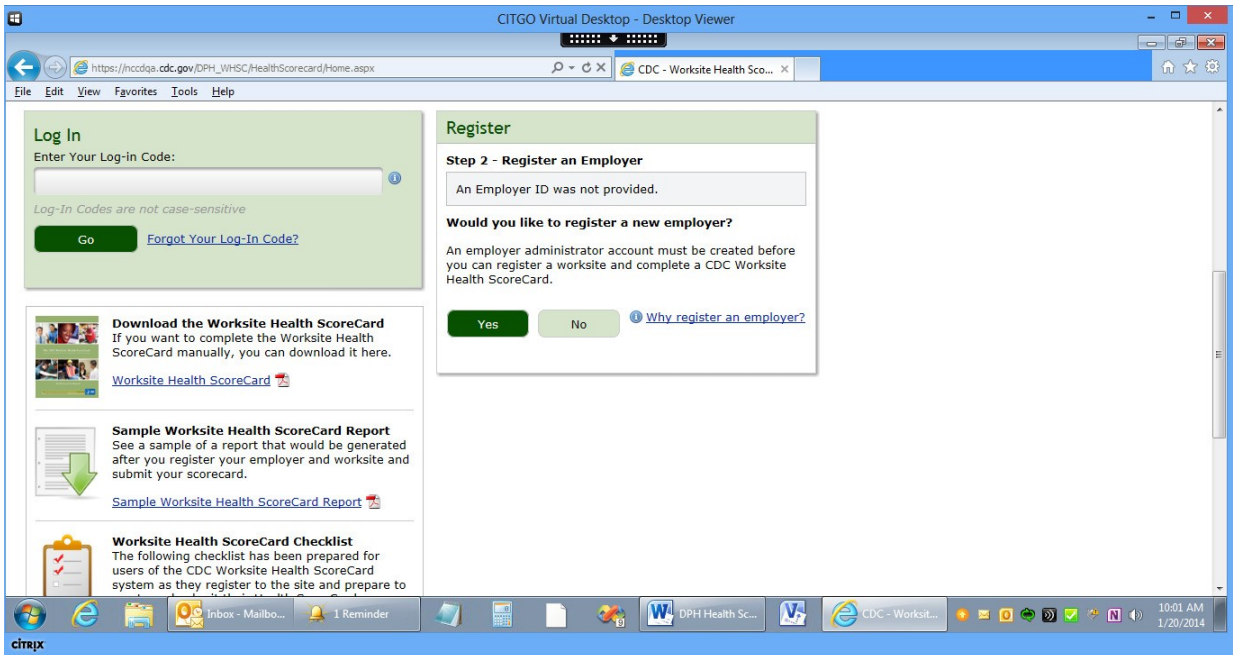 CITGO Virtual Desktop - Desktop Viewer
https://nccdqa.cdc.gov/DPH_WHSC/HealthScorecard/Home.aspx
CDC - Worksite Health Sco...
File Edit View Favorites Tools Help
Log In
Enter Your Log-in Code:
Log-In Codes are not case-sensitive
Go
Forgot Your Log-In Code?
Download the Worksite Health ScoreCard
If you want to complete the Worksite Health
ScoreCard manually, you can download it here.
Worksite Health ScoreCard
Sample Worksite Health ScoreCard Report
See a sample of a report that would be generated
after you register your employer and worksite and
submit your scorecard.
Sample Worksite Health ScoreCard Report
Worksite Health ScoreCard Checklist
The following checklist has been prepared for
users of the CDC Worksite Health ScoreCard
system as they register to the site and prepare to
Register
Step 2 - Register an Employer
An Employer ID was not provided.
Would you like to register a new employer?
An employer administrator account must be created before
you can register a worksite and complete a CDC Worksite
Health ScoreCard.
Yes
No
Why register an employer?
Inbox - Mailbo...
1 Reminder
DPH Health Sc...
CDC - Worksit...
10:01 AM
1/20/2014
CITRIX